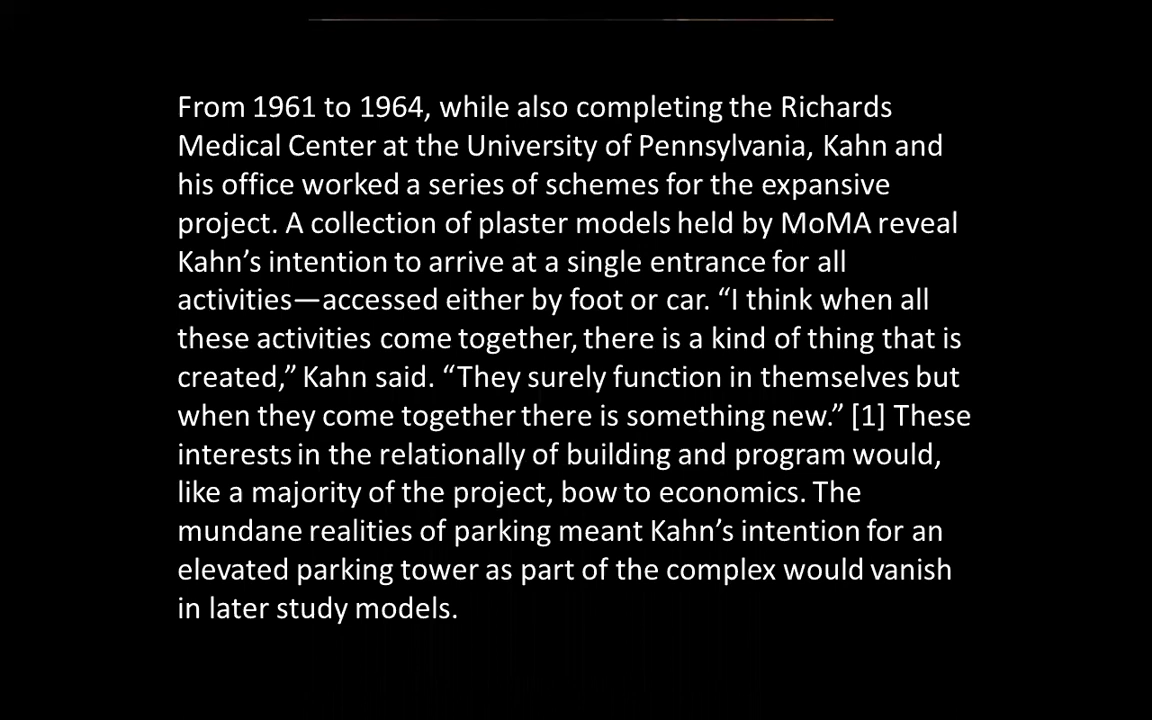 From 1961 to 1964, while also completing the Richards
Medical Center at the University of Pennsylvania, Kahn and
his office worked a series of schemes for the expansive
project. A collection of plaster models held by MoMA reveal
Kahn’s intention to arrive at a single entrance for all
activities—accessed either by foot or car. “I think when all
these activities come together, there is a kind of thing that is
created,” Kahn said. “They surely function in themselves but
when they come together there is something new.” [1] These
interests in the relationally of building and program would,
like a majority of the project, bow to economics. The
mundane realities of parking meant Kahn’s intention for an
elevated parking tower as part of the complex would vanish
in later study models.